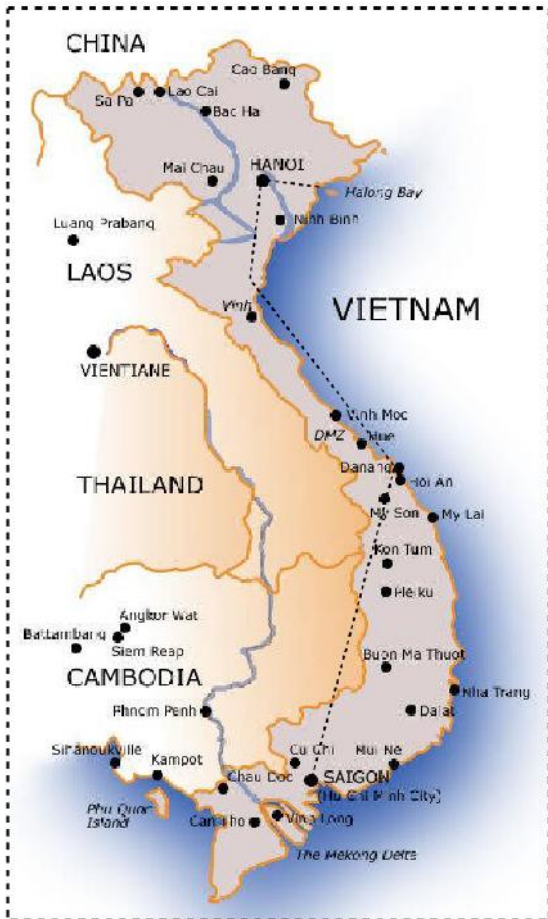 CHINA
Cao Bang
Sa Pa
Lao Cai
Bac Ha
Mai Chau
HANOI
Halong Bay
Luang Prabang
Ninh Binh
LAOS
Vinh
VIETNAM
VIENTIANE
Vinh Moc
DMZ
Hue
Danang
Hoi An
THAILAND
My Son
My Lai
Kon Tum
Pleiku
Angkor Wat
Battambang
Siem Reap
Buon Ma Thuot
CAMBODIA
Nha Trang
Phnom Penh
Dalat
Sihanoukville
Cu Chi
Mui Ne
Kampot
Chau Doc
SAIGON
(Ho Chi Minh City)
Phu Quoc
Island
Can Tho
Vinh Long
The Mekong Delta